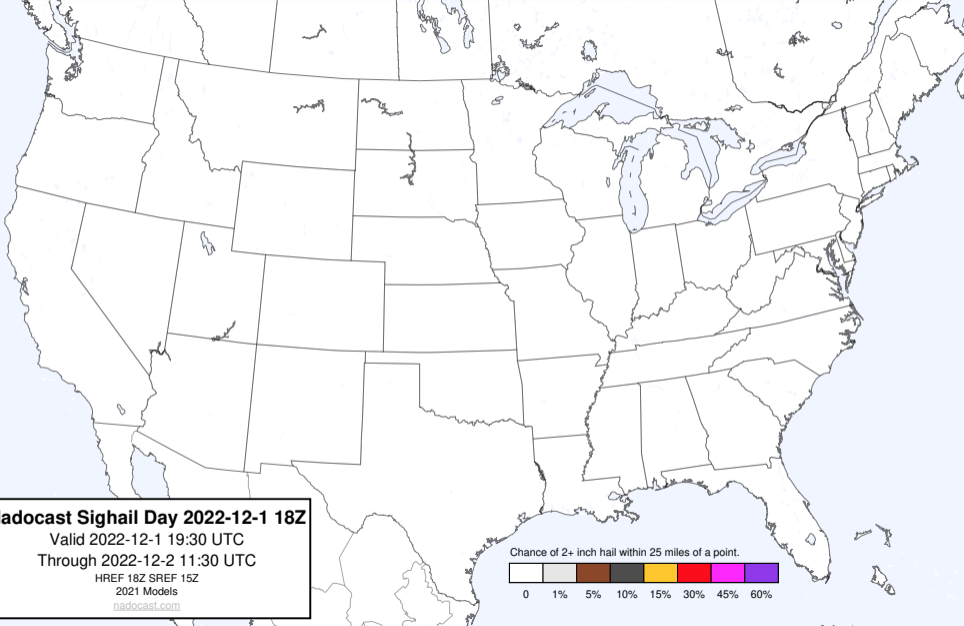 adocast Sighail Day 2022-12-1 18Z
Valid 2022-12-1 19:30 UTC
Through 2022-12-2 11:30 UTC
HREF 18Z SREF 15Z
2021 Models
nadocast.com
Chance of 2+ inch hail within 25 miles of a point.
0 1% 5% 10% 15% 30% 45% 60%